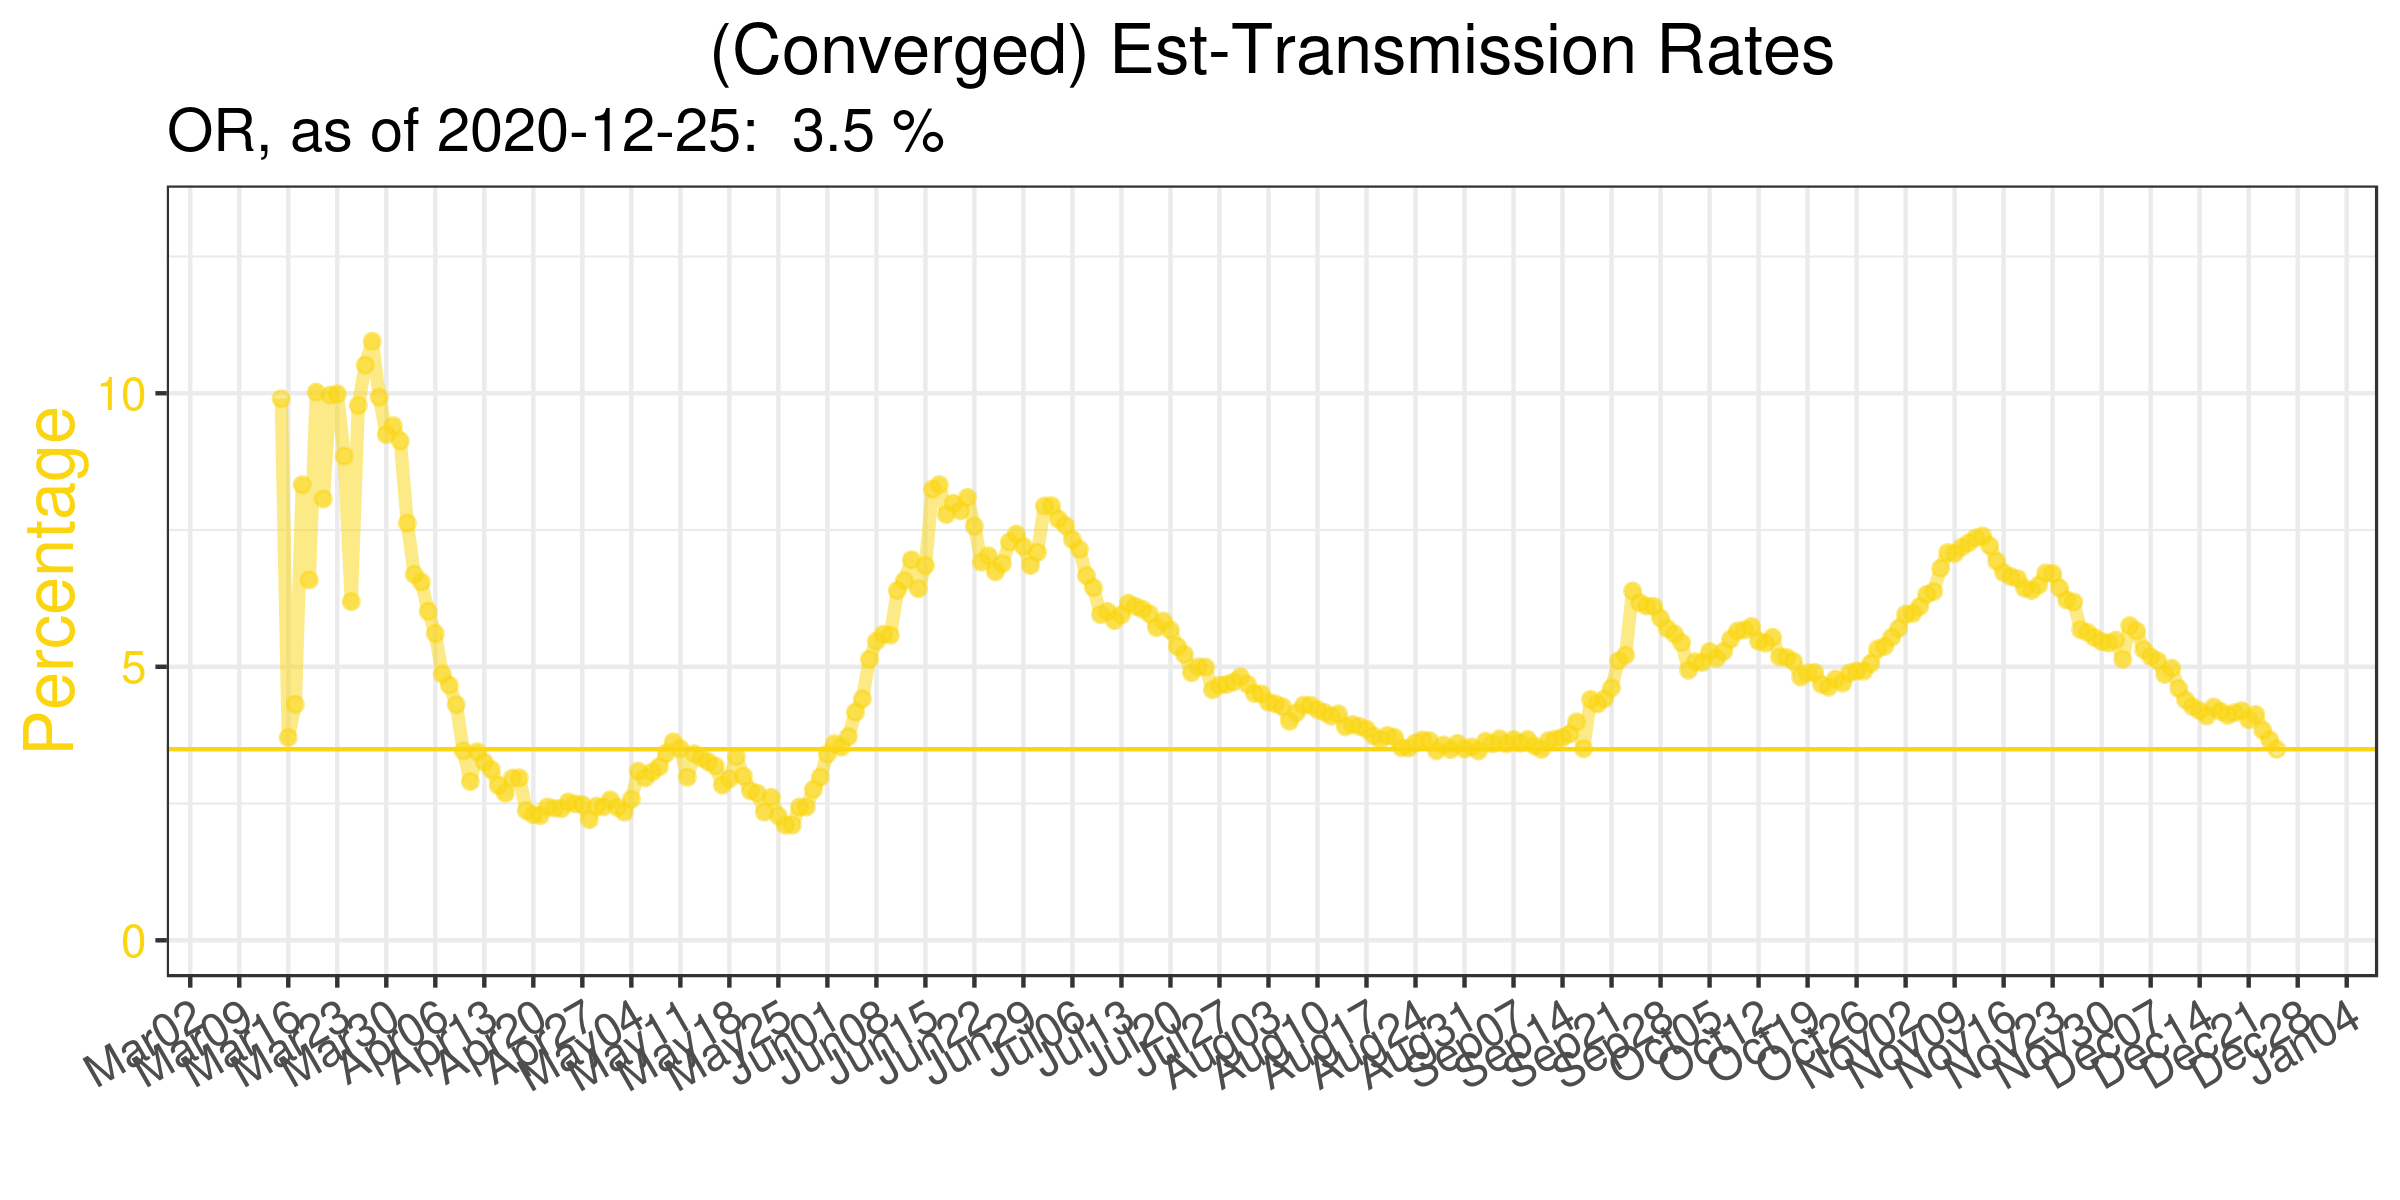 (Converged) Est-Transmission Rates
OR, as of 2020-12-25:  3.5 %
Percentage
10
5
0
Mar02
Mar09
Mar16
Mar23
Mar30
Apr06
Apr13
Apr20
Apr27
May04
May11
May18
May25
Jun01
Jun08
Jun15
Jun22
Jun29
Jul06
Jul13
Jul20
Jul27
Aug03
Aug10
Aug17
Aug24
Aug31
Sep07
Sep14
Sep21
Sep28
Oct05
Oct12
Oct19
Oct26
Nov02
Nov09
Nov16
Nov23
Nov30
Dec07
Dec14
Dec21
Dec28
Jan04